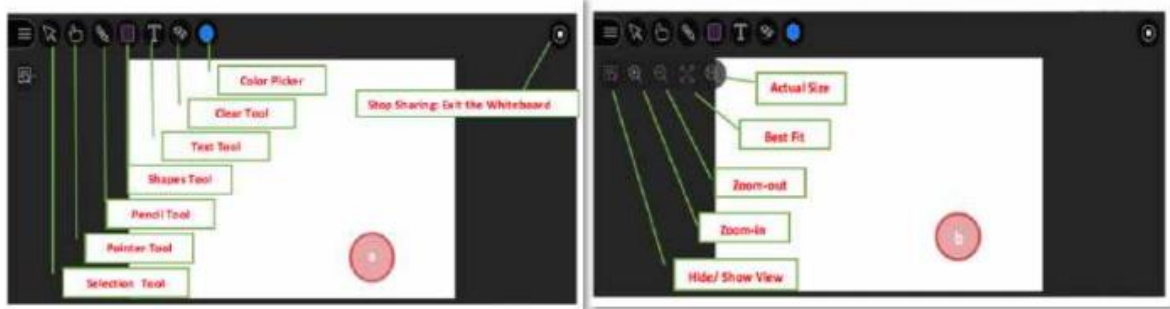 Color Picker
Clear Tool
Stop Sharing: Exit the Whiteboard
Text Tool
Shapes Tool
Pencil Tool
Pointer Tool
Selection Tool
a
T
Actual Size
Best Fit
Zoom-out
Zoom-in
Hide/ Show View
b
T